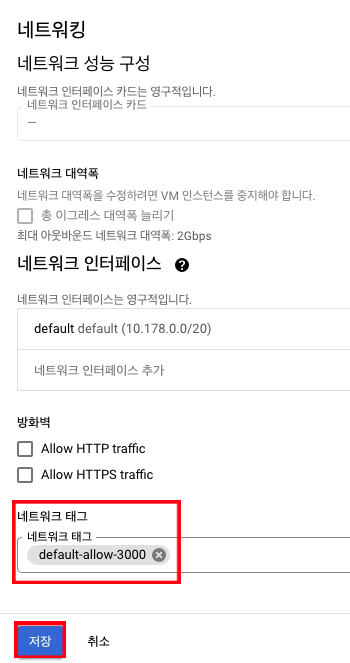 네트워킹
네트워크 성능 구성
네트워크 인터페이스 카드는 영구적입니다.
네트워크 인터페이스 카드
—
네트워크 대역폭
네트워크 대역폭을 수정하려면 VM 인스턴스를 중지해야 합니다.
총 이그레스 대역폭 늘리기
최대 아웃바운드 네트워크 대역폭: 2Gbps
네트워크 인터페이스 ?
네트워크 인터페이스는 영구적입니다.
default default (10.178.0.0/20)
네트워크 인터페이스 추가
방화벽
Allow HTTP traffic
Allow HTTPS traffic
네트워크 태그
네트워크 태그
default-allow-3000
저장 취소